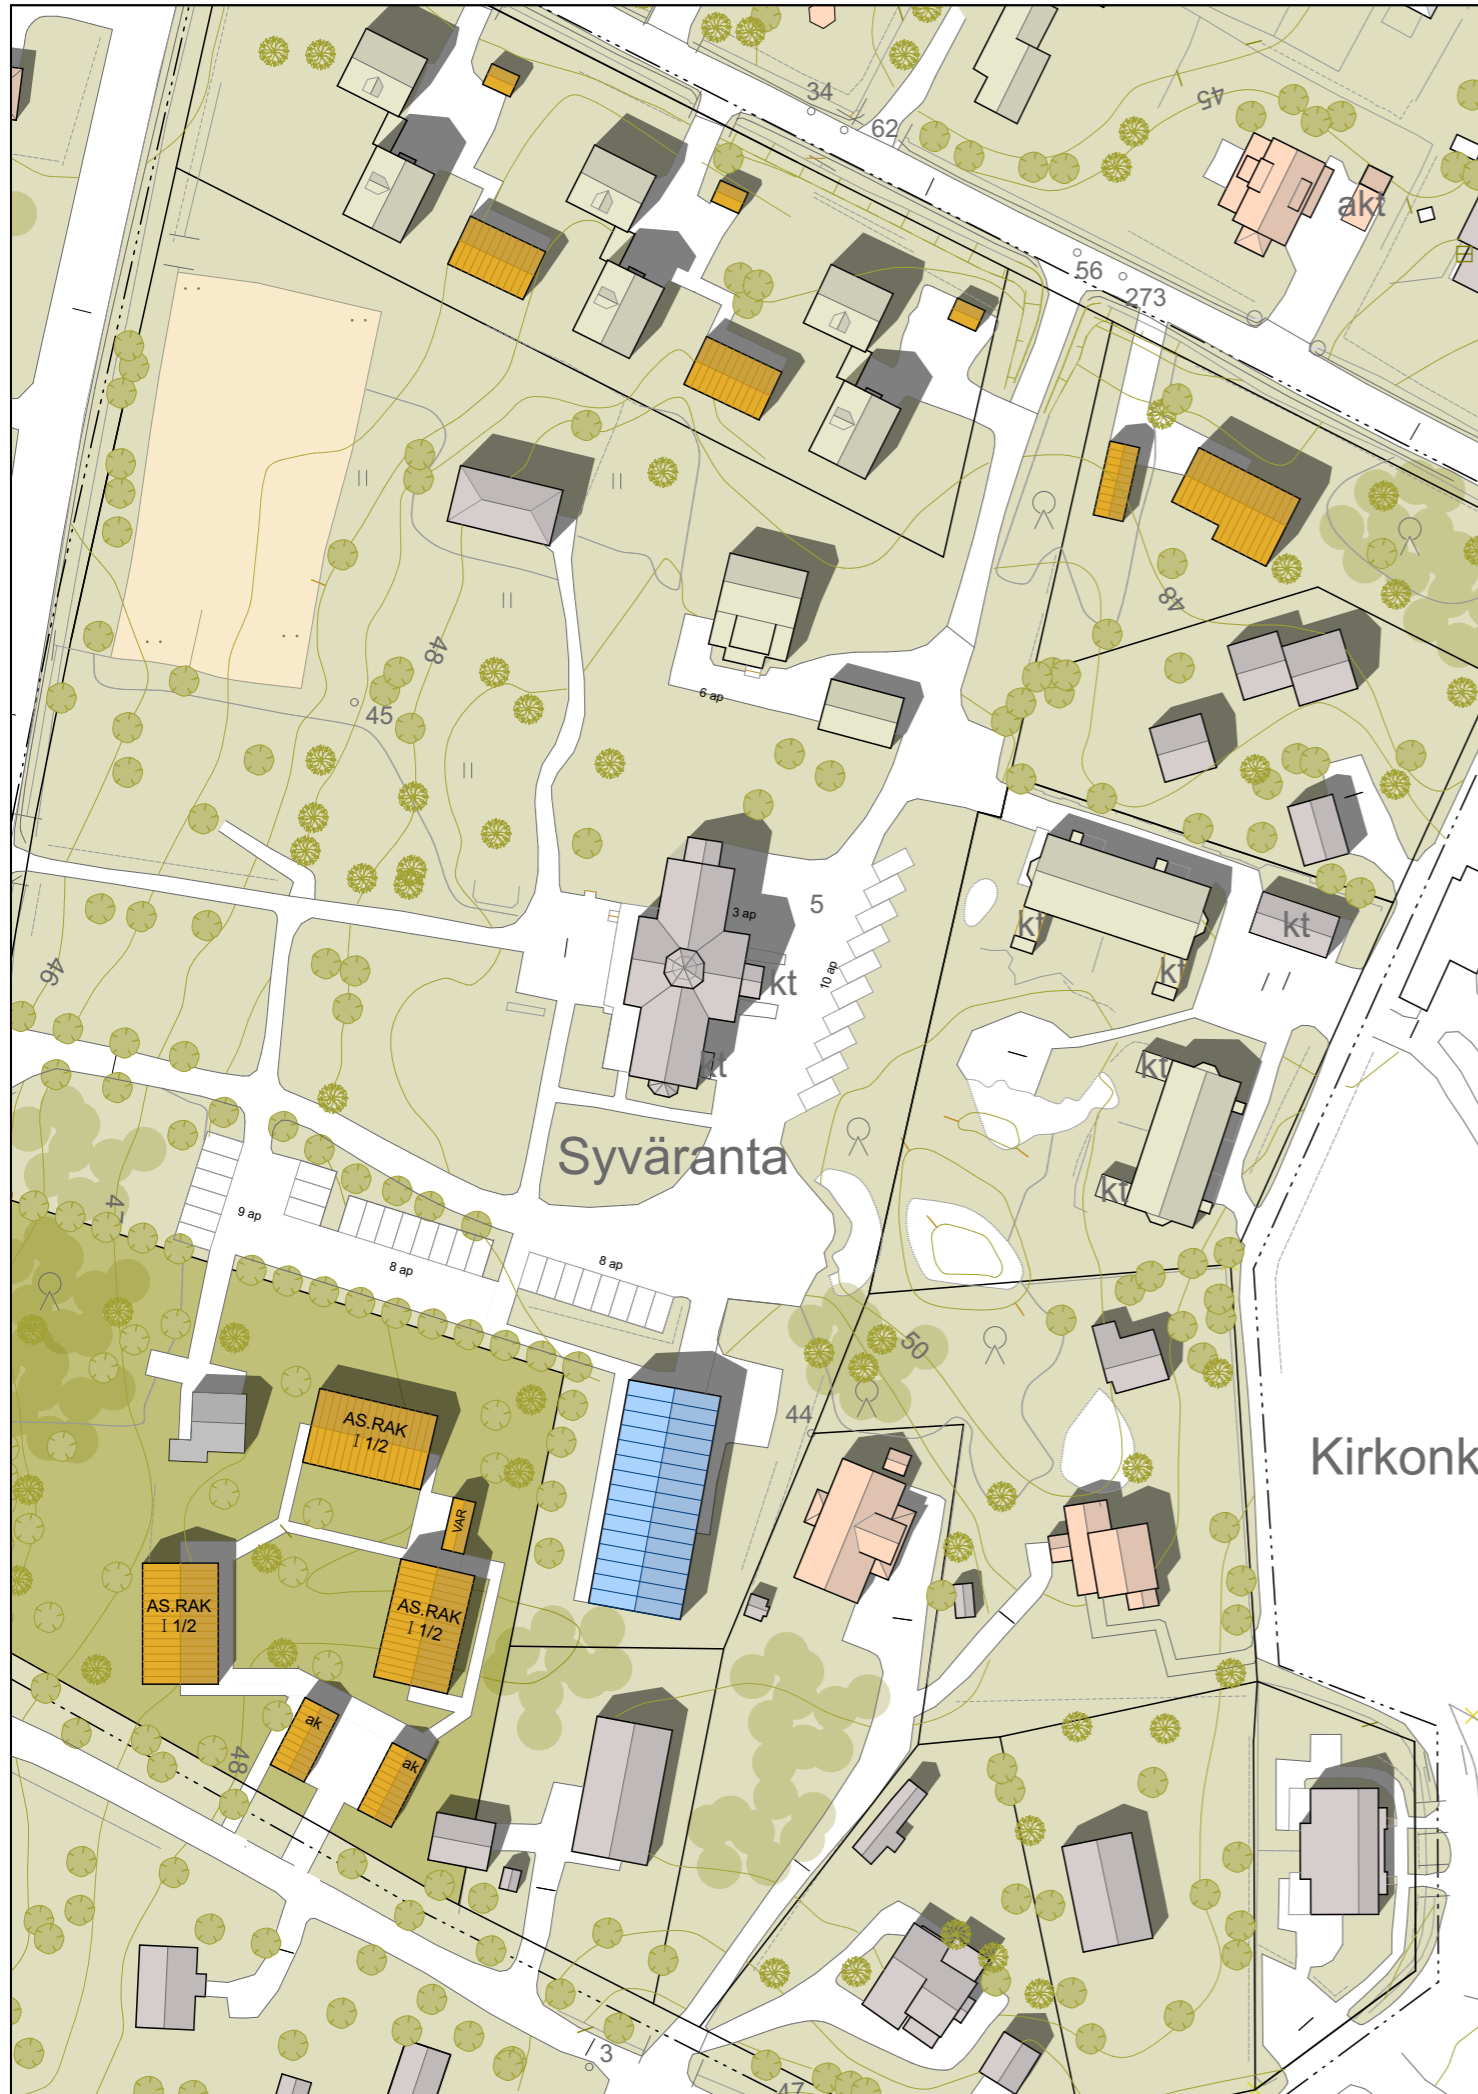 34
62
45
akt
56
273
48
48
6 ap
45
3 ap
5
kt
kt
kt
10 ap
kt
46
kt
kt
Syväranta
kt
47
9 ap
8 ap
8 ap
50
44
AS.RAK
I 1/2
Kirkonk
VAR
AS.RAK
I 1/2
AS.RAK
I 1/2
ak
48
ak
3
47